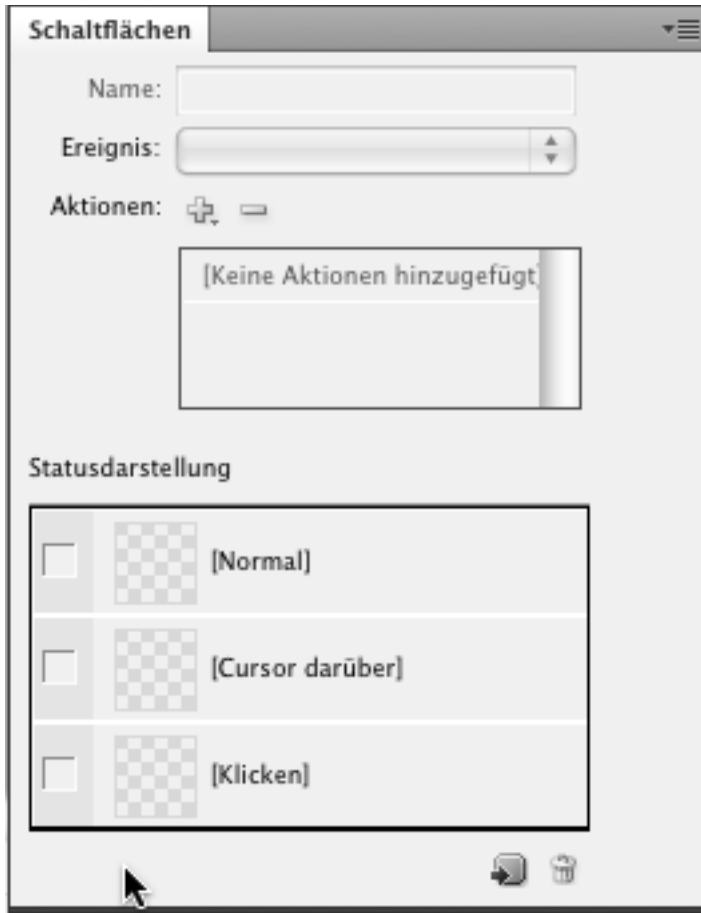 Schaltflächen
Name:
Ereignis:
Aktionen:
[Keine Aktionen hinzugefügt]
Statusdarstellung
[Normal]
[Cursor darüber]
[Klicken]